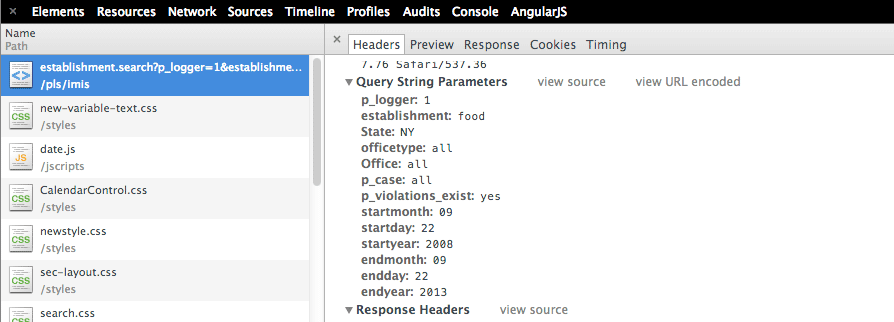 × Elements Resources Network Sources Timeline Profiles Audits Console AngularJS
Name
Path
establishment.search?p_logger=1&establishme...
/pls/imis
new-variable-text.css
/styles
date.js
/jscripts
CalendarControl.css
/styles
newstyle.css
/styles
sec-layout.css
/styles
search.css
× Headers Preview Response Cookies Timing
7.76 Safari/537.36
▼ Query String Parameters view source view URL encoded
p_logger: 1
establishment: food
State: NY
officetype: all
Office: all
p_case: all
p_violations_exist: yes
startmonth: 09
startday: 22
startyear: 2008
endmonth: 09
endday: 22
endyear: 2013
▼ Response Headers view source